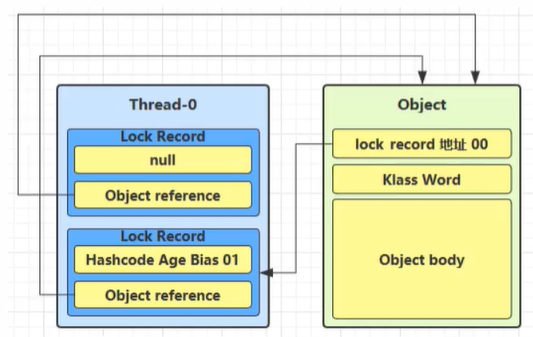 Thread-0
Lock Record
null
Object reference
Lock Record
Hashcode Age Bias 01
Object reference
Object
lock record 地址 00
Klass Word
Object body